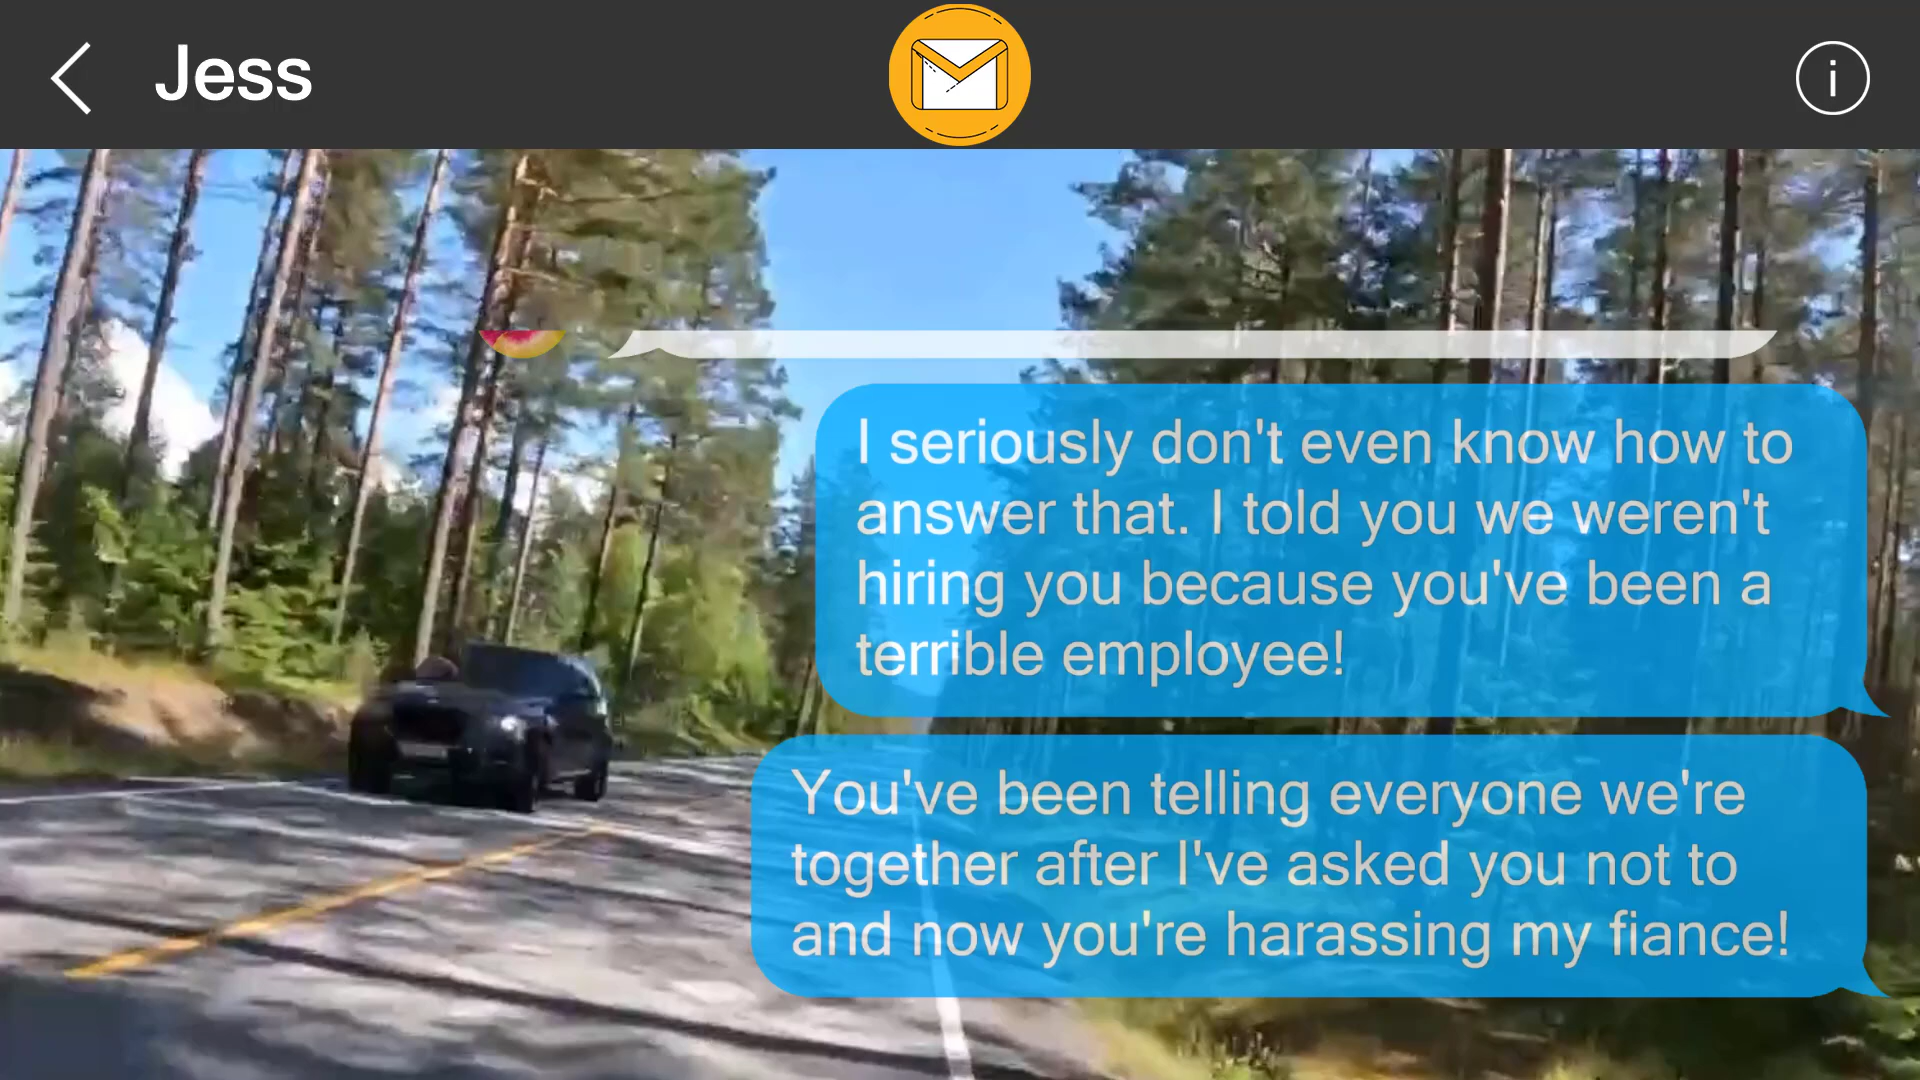 Jess
i
I seriously don't even know how to
answer that. I told you we weren't
hiring you because you've been a
terrible employee!
You've been telling everyone we're
together after I've asked you not to
and now you're harassing my fiance!